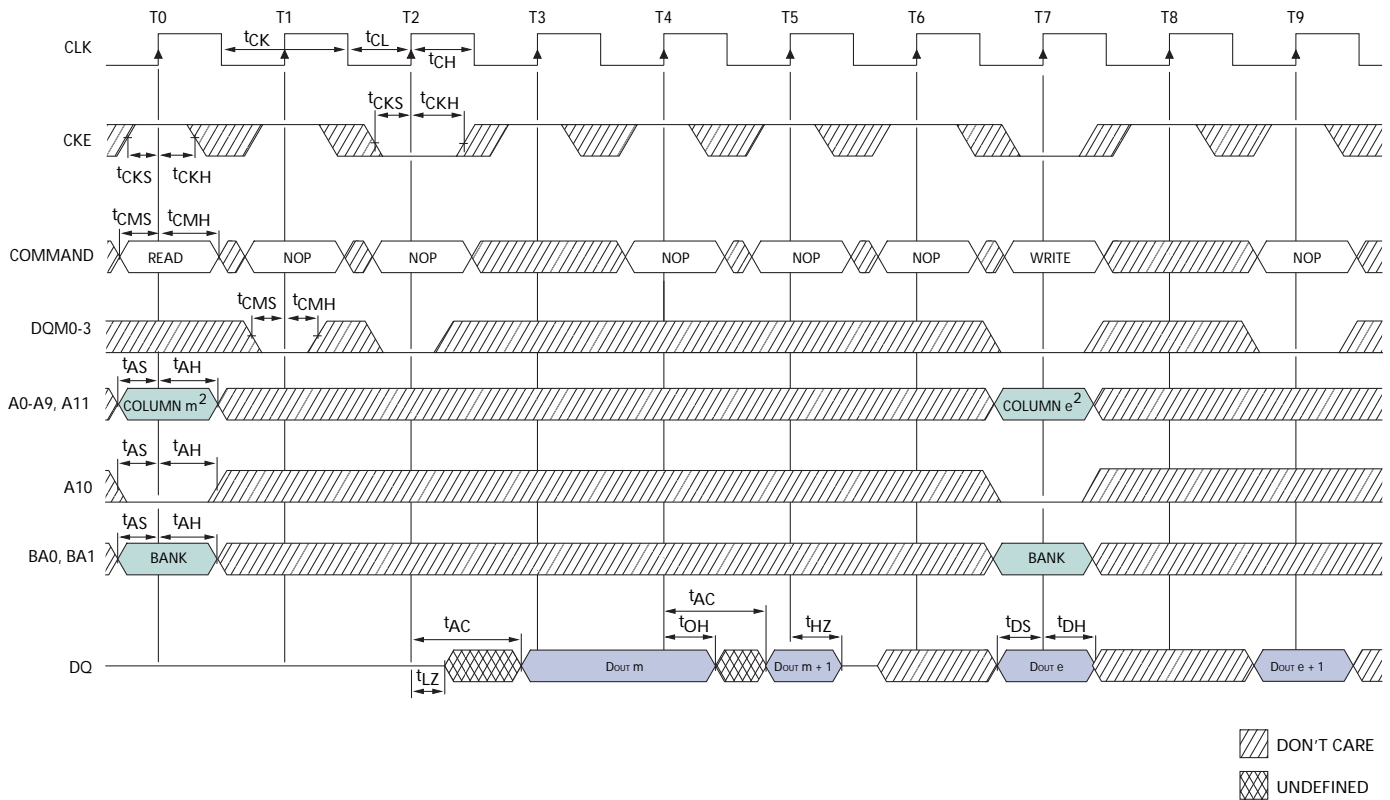 T0 T1 T2 T3 T4 T5 T6 T7 T8 T9
CLK tCK tCL tCH
tCKS tCKH
CKE
tCKS tCKH
tCMS tCMH
COMMAND READ NOP NOP NOP NOP NOP WRITE NOP
tCMS tCMH
DQM0-3
tAS tAH
A0-A9, A11 COLUMN m2 COLUMN e2
tAS tAH
A10
tAS tAH
BA0, BA1 BANK BANK
tAC tAC tOH tHZ tDS tDH
DQ DOUT m DOUT m + 1 DOUT e DOUT e + 1
tLZ
DON'T CARE
UNDEFINED